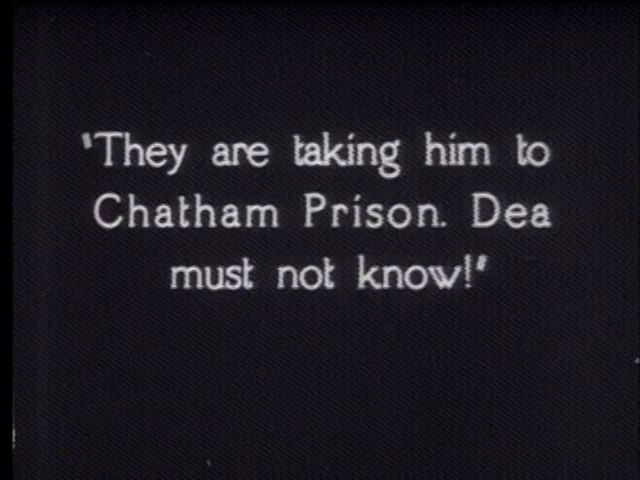 "They are taking him to
Chatham Prison. Dea
must not know!"